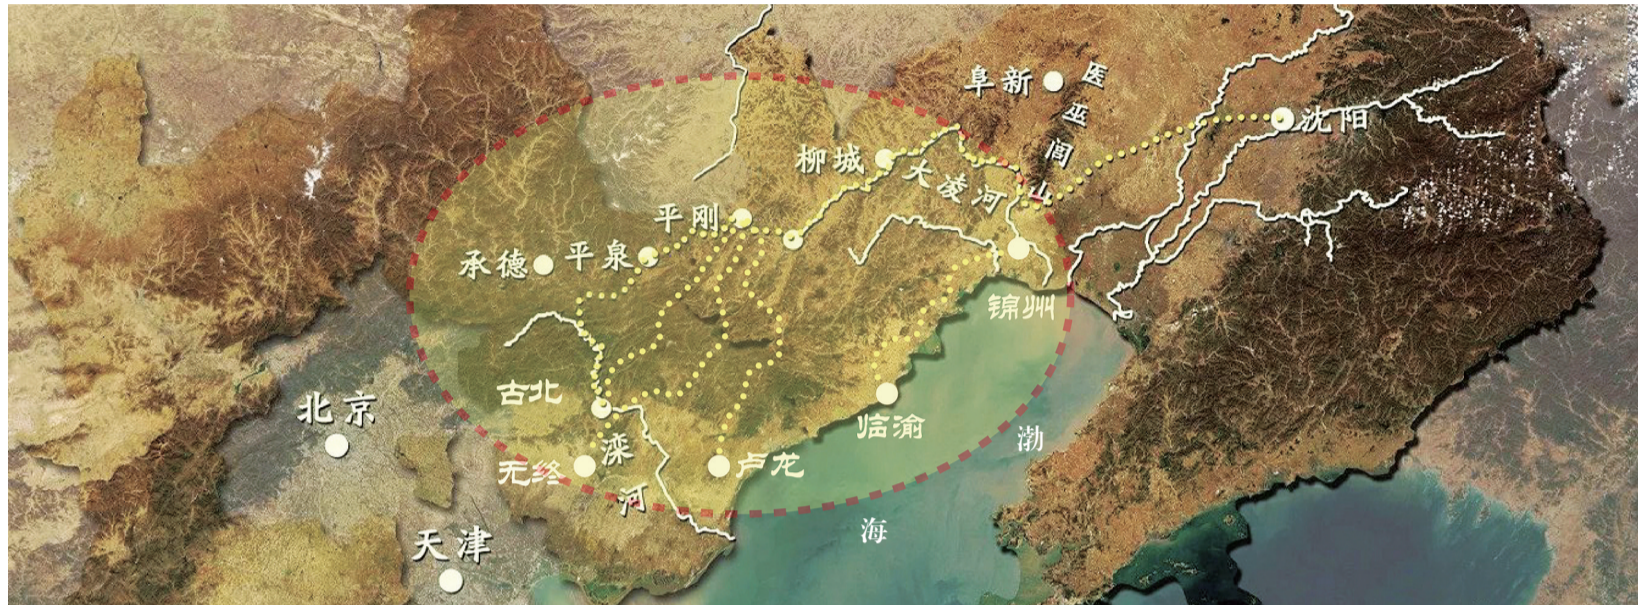 阜新
医巫闾山
沈阳
柳城
大凌河
平刚
承德
平泉
锦州
古北
北京
临渝
渤海
滦河
无终
卢龙
天津